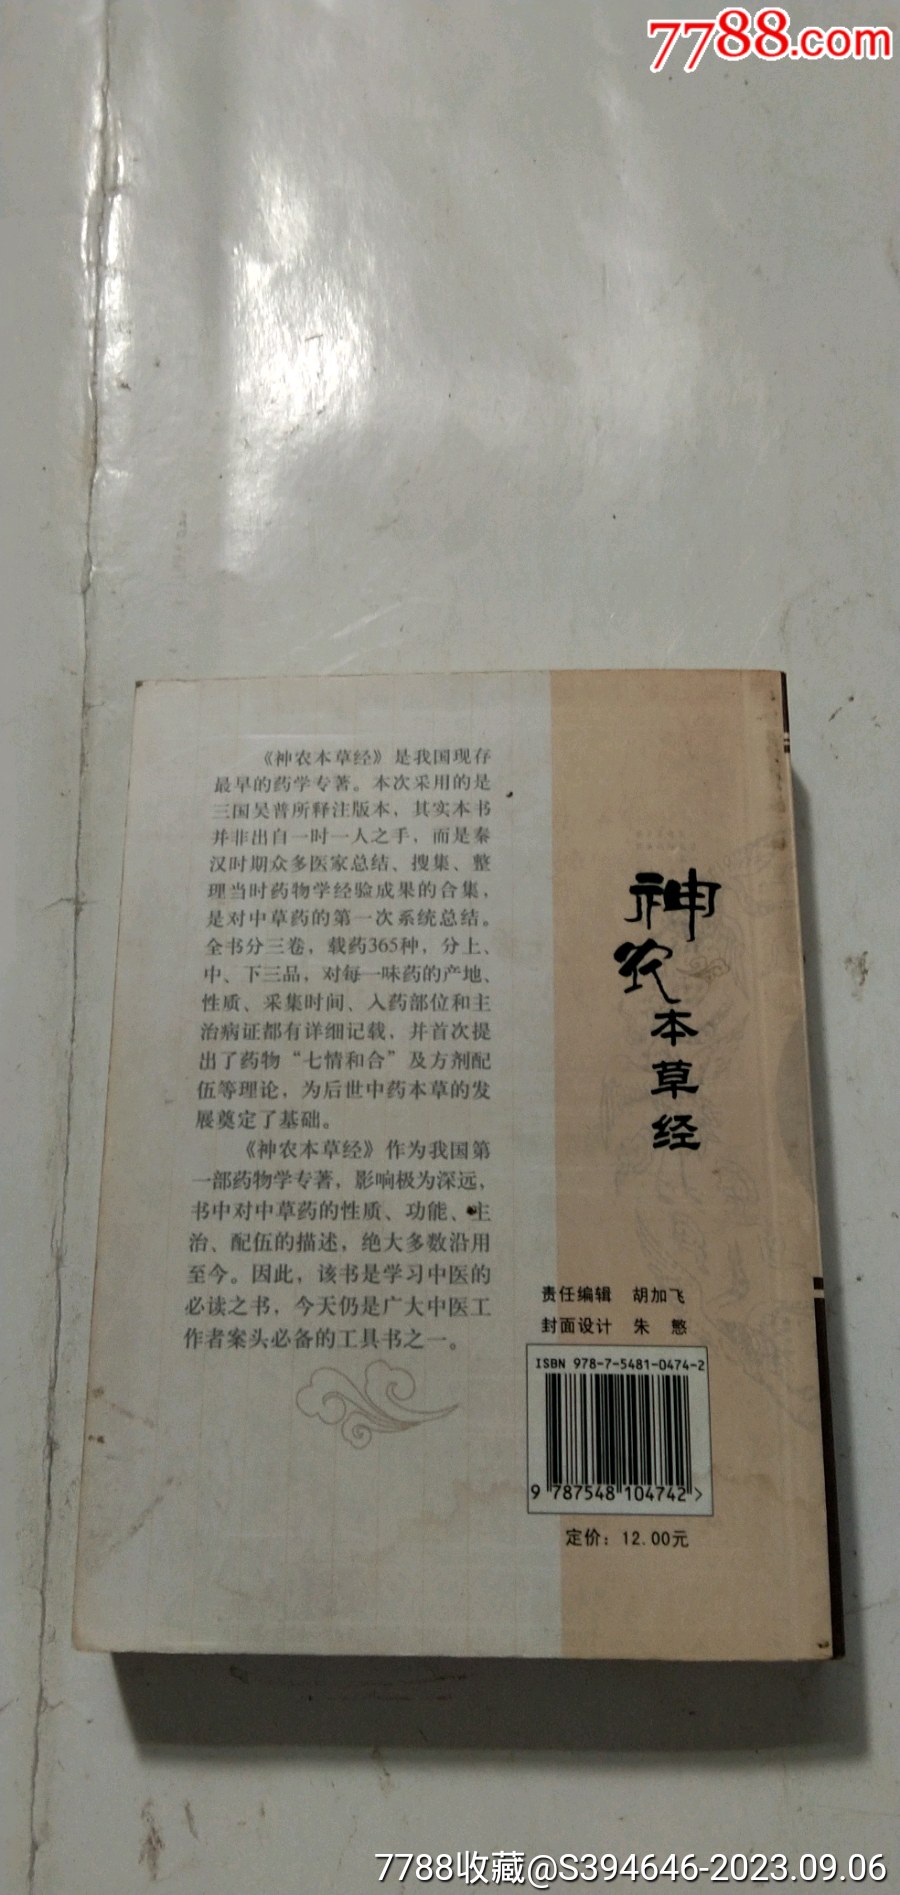 7788.com
《神农本草经》是我国现存
最早的药学专著。本次采用的是
三国吴普所释注版本，其实本书
并非出自一时一人之手，而是秦
汉时期众多医家总结、搜集、整
理当时药物学经验成果的合集，
是对中草药的第一次系统总结。
全书分三卷，载药365种，分上、
中、下三品，对每一味药的产地、
性质、采集时间、入药部位和主
治病证都有详细记载，并首次提
出了药物“七情和合”及方剂配
伍等理论，为后世中药本草的发
展奠定了基础。
《神农本草经》作为我国第
一部药物学专著，影响极为深远，
书中对中草药的性质、功能、主
治、配伍的描述，绝大多数沿用
至今。因此，该书是学习中医的
必读之书，今天仍是广大中医工
作者案头必备的工具书之一。
神农本草经
责任编辑 胡加飞
封面设计 朱憨
ISBN 978-7-5481-0474-2
9 787548 104742 >
定价：12.00元
7788收藏@S394646-2023.09.06